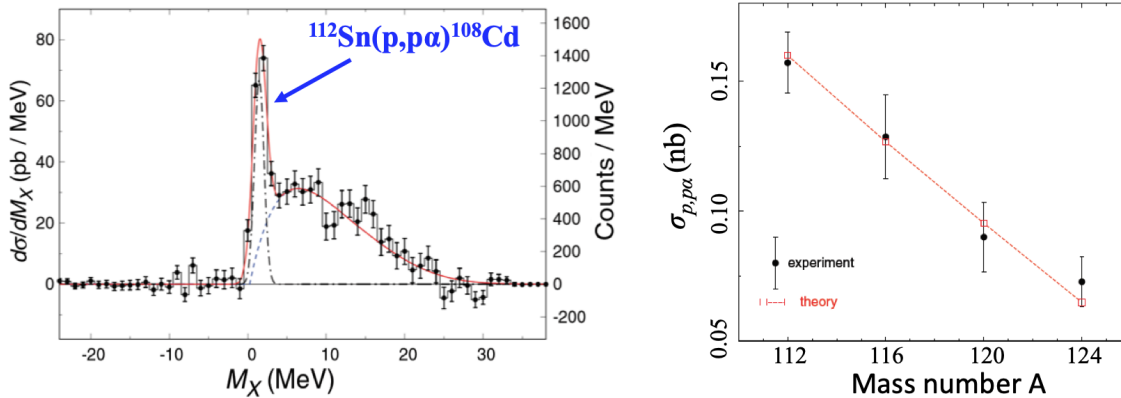 ¹¹²Sn(p,pα)¹⁰⁸Cd
dσ/dM_X (pb / MeV)
80
60
40
20
0
1600
1400
1200
1000
800
600
400
200
0
-200
Counts / MeV
-20 -10 0 10 20 30
M_X (MeV)
σ_p,pα (nb)
0.15
0.10
0.05
experiment
theory
112 116 120 124
Mass number A